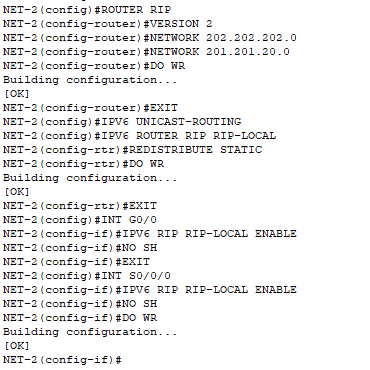 NET-2(config)#ROUTER RIP
NET-2(config-router)#VERSION 2
NET-2(config-router)#NETWORK 202.202.202.0
NET-2(config-router)#NETWORK 201.201.20.0
NET-2(config-router)#DO WR
Building configuration...
[OK]
NET-2(config-router)#EXIT
NET-2(config)#IPV6 UNICAST-ROUTING
NET-2(config)#IPV6 ROUTER RIP RIP-LOCAL
NET-2(config-rtr)#REDISTRIBUTE STATIC
NET-2(config-rtr)#DO WR
Building configuration...
[OK]
NET-2(config-rtr)#EXIT
NET-2(config)#INT G0/0
NET-2(config-if)#IPV6 RIP RIP-LOCAL ENABLE
NET-2(config-if)#NO SH
NET-2(config-if)#EXIT
NET-2(config)#INT S0/0/0
NET-2(config-if)#IPV6 RIP RIP-LOCAL ENABLE
NET-2(config-if)#NO SH
NET-2(config-if)#DO WR
Building configuration...
[OK]
NET-2(config-if)#